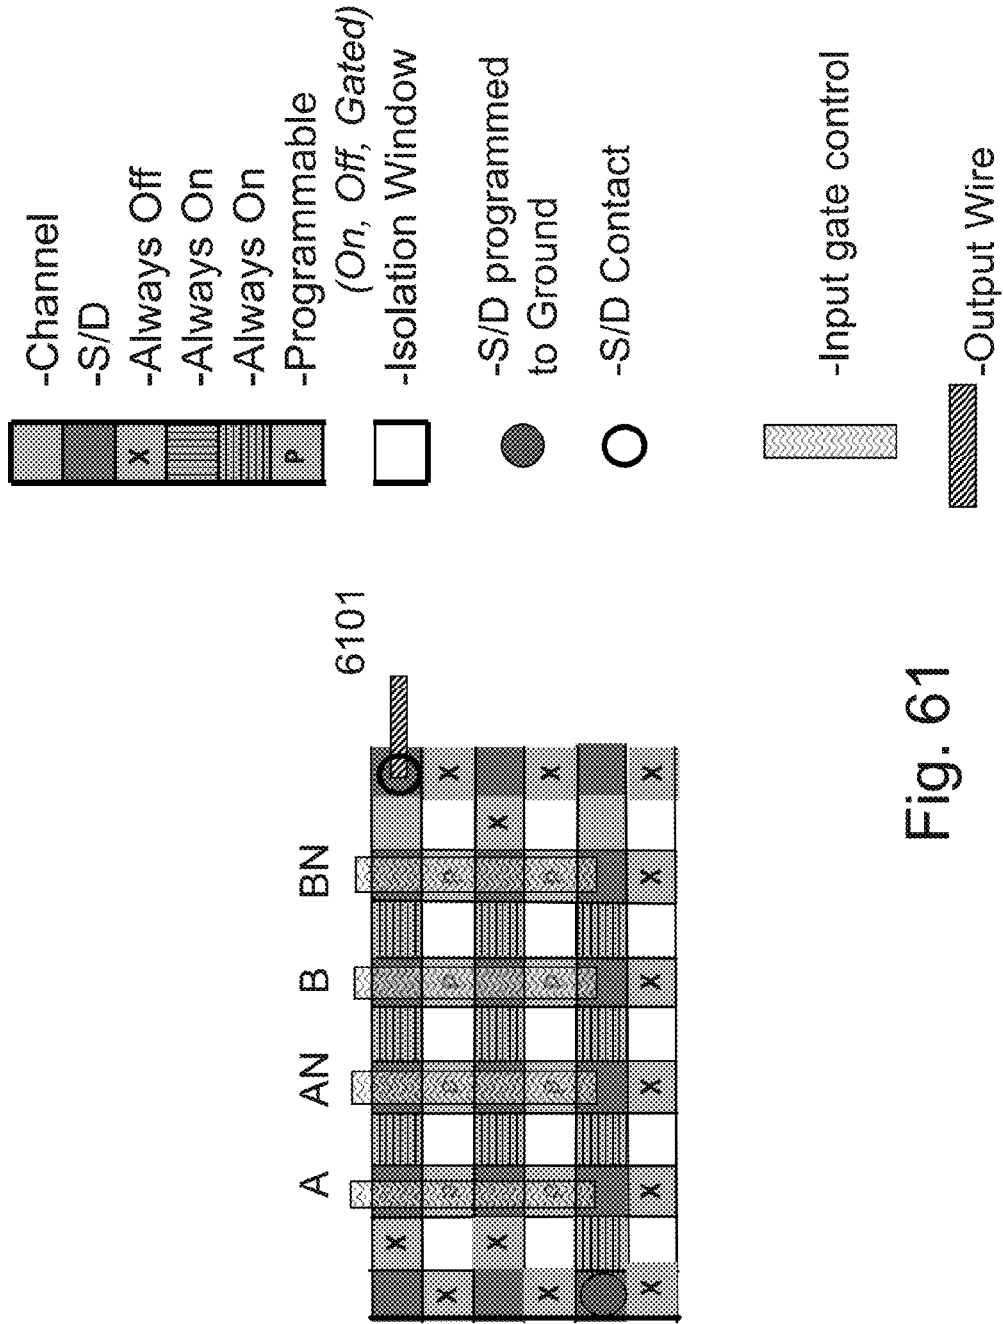 -Channel
-S/D
-Always Off
-Always On
-Always On
-Programmable
(On, Off, Gated)
-Isolation Window
-S/D programmed
to Ground
-S/D Contact
-Input gate control
-Output Wire
X
P
6101
A AN B BN
X X
P P P P X
X X
X P P P P X
X X X X X X
Fig. 61